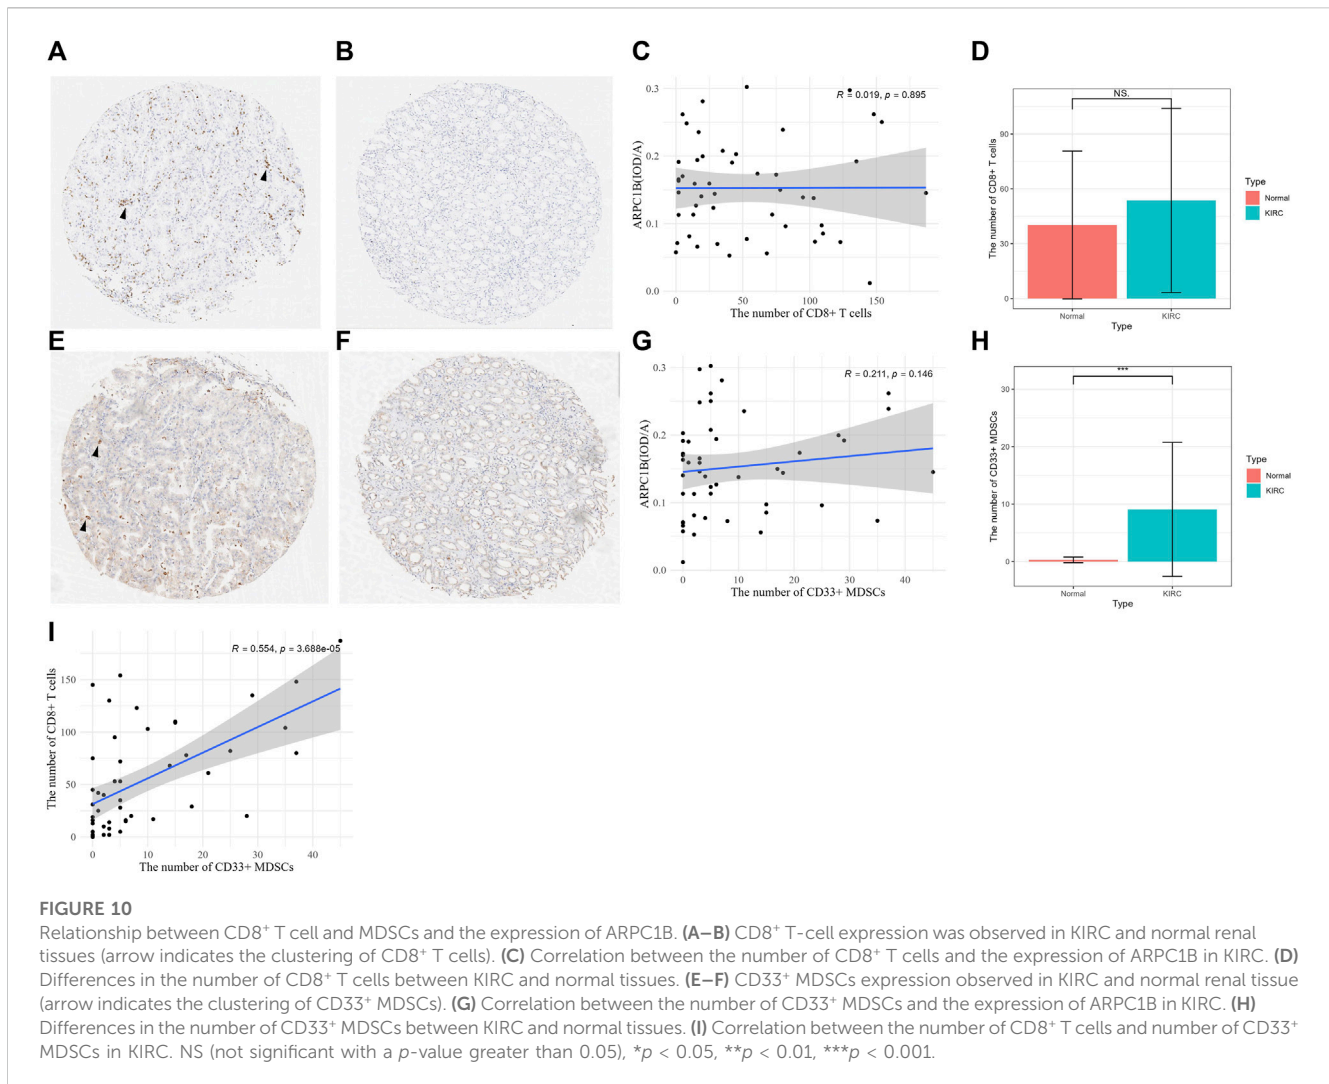 A
B
C
D
0.3
0.2
0.1
0.0
ARPC1B(IOD/A)
R = 0.019, p = 0.895
0
50
100
150
The number of CD8+ T cells
90
60
30
0
The number of CD8+ T cells
NS.
Normal
KIRC
Type
Type
Normal
KIRC
E
F
G
H
0.3
0.2
0.1
0.0
ARPC1B(IOD/A)
R = 0.211, p = 0.146
0
10
20
30
40
The number of CD33+ MDSCs
30
20
10
0
The number of CD33+ MDSCs
***
Normal
KIRC
Type
Type
Normal
KIRC
I
150
100
50
0
The number of CD8+ T cells
R = 0.554, p = 3.688e-05
0
10
20
30
40
The number of CD33+ MDSCs
FIGURE 10
Relationship between CD8⁺ T cell and MDSCs and the expression of ARPC1B. (A–B) CD8⁺ T-cell expression was observed in KIRC and normal renal
tissues (arrow indicates the clustering of CD8⁺ T cells). (C) Correlation between the number of CD8⁺ T cells and the expression of ARPC1B in KIRC. (D)
Differences in the number of CD8⁺ T cells between KIRC and normal tissues. (E–F) CD33⁺ MDSCs expression observed in KIRC and normal renal tissue
(arrow indicates the clustering of CD33⁺ MDSCs). (G) Correlation between the number of CD33⁺ MDSCs and the expression of ARPC1B in KIRC. (H)
Differences in the number of CD33⁺ MDSCs between KIRC and normal tissues. (I) Correlation between the number of CD8⁺ T cells and number of CD33⁺
MDSCs in KIRC. NS (not significant with a p-value greater than 0.05), *p < 0.05, **p < 0.01, ***p < 0.001.